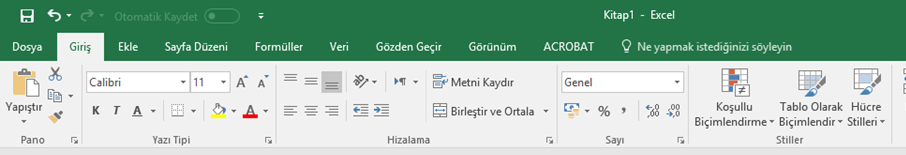 Otomatik Kaydet
Kitap1 - Excel
Dosya Giriş Ekle Sayfa Düzeni Formüller Veri Gözden Geçir Görünüm ACROBAT Ne yapmak istediğinizi söyleyin
Yapıştır
Pano
Calibri 11
K T A A
Yazı Tipi
Metni Kaydır
Birleştir ve Ortala
Hizalama
Genel
% ,
Sayı
Koşullu Biçimlendirme
Tablo Olarak Biçimlendir
Hücre Stilleri
Stiller